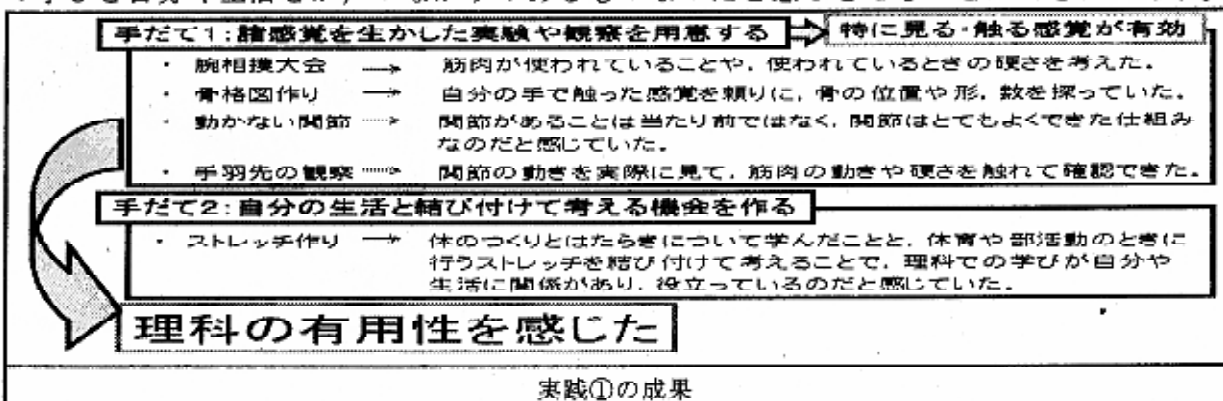 手だて1:諸感覚を生かした実験や観察を用意する
特に見る・触る感覚が有効
・ 腕相撲大会 → 筋肉が使われていることや，使われているときの硬さを考えた。
・ 骨格図作り → 自分の手で触った感覚を頼りに，骨の位置や形，数を探っていた。
・ 動かない関節 → 関節があることは当たり前ではなく，関節はとてもよくできた仕組み
なのだと感じていた。
・ 手羽先の観察 → 関節の動きを実際に見て，筋肉の動きや硬さを触れて確認できた。
手だて2:自分の生活と結び付けて考える機会を作る
・ ストレッチ作り → 体のつくりとはたらきについて学んだことと，体育や部活動のときに
行うストレッチを結び付けて考えることで，理科での学びが自分や
生活に関係があり，役立っているのだと感じていた。
理科の有用性を感じた
実践①の成果